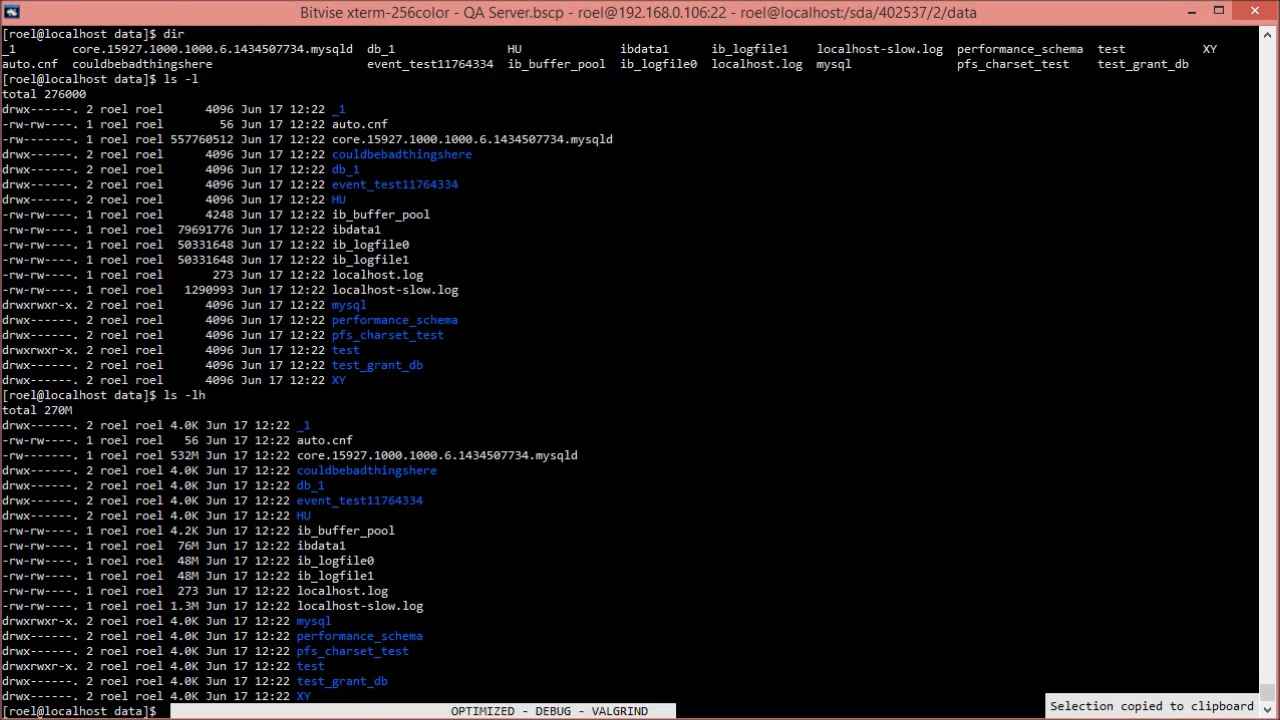 Bitvise xterm-256color - QA Server.bscp - roel@192.168.0.106:22 - roel@localhost:/sda/402537/2/data
[roel@localhost data]$ dir
_1        core.15927.1000.1000.6.1434507734.mysqld  db_1                HU              ibdata1      ib_logfile1    localhost-slow.log  performance_schema  test           XY
auto.cnf  couldbebadthingshere                      event_test11764334  ib_buffer_pool  ib_logfile0  localhost.log  mysql               pfs_charset_test    test_grant_db
[roel@localhost data]$ ls -l
total 276000
drwx------. 2 roel roel      4096 Jun 17 12:22 _1
-rw-rw----. 1 roel roel        56 Jun 17 12:22 auto.cnf
-rw-------. 1 roel roel 557760512 Jun 17 12:22 core.15927.1000.1000.6.1434507734.mysqld
drwx------. 2 roel roel      4096 Jun 17 12:22 couldbebadthingshere
drwx------. 2 roel roel      4096 Jun 17 12:22 db_1
drwx------. 2 roel roel      4096 Jun 17 12:22 event_test11764334
drwx------. 2 roel roel      4096 Jun 17 12:22 HU
-rw-rw----. 1 roel roel      4248 Jun 17 12:22 ib_buffer_pool
-rw-rw----. 1 roel roel  79691776 Jun 17 12:22 ibdata1
-rw-rw----. 1 roel roel  50331648 Jun 17 12:22 ib_logfile0
-rw-rw----. 1 roel roel  50331648 Jun 17 12:22 ib_logfile1
-rw-rw----. 1 roel roel       273 Jun 17 12:22 localhost.log
-rw-rw----. 1 roel roel   1290993 Jun 17 12:22 localhost-slow.log
drwxrwxr-x. 2 roel roel      4096 Jun 17 12:22 mysql
drwx------. 2 roel roel      4096 Jun 17 12:22 performance_schema
drwx------. 2 roel roel      4096 Jun 17 12:22 pfs_charset_test
drwxrwxr-x. 2 roel roel      4096 Jun 17 12:22 test
drwx------. 2 roel roel      4096 Jun 17 12:22 test_grant_db
drwx------. 2 roel roel      4096 Jun 17 12:22 XY
[roel@localhost data]$ ls -lh
total 270M
drwx------. 2 roel roel 4.0K Jun 17 12:22 _1
-rw-rw----. 1 roel roel   56 Jun 17 12:22 auto.cnf
-rw-------. 1 roel roel 532M Jun 17 12:22 core.15927.1000.1000.6.1434507734.mysqld
drwx------. 2 roel roel 4.0K Jun 17 12:22 couldbebadthingshere
drwx------. 2 roel roel 4.0K Jun 17 12:22 db_1
drwx------. 2 roel roel 4.0K Jun 17 12:22 event_test11764334
drwx------. 2 roel roel 4.0K Jun 17 12:22 HU
-rw-rw----. 1 roel roel 4.2K Jun 17 12:22 ib_buffer_pool
-rw-rw----. 1 roel roel  76M Jun 17 12:22 ibdata1
-rw-rw----. 1 roel roel  48M Jun 17 12:22 ib_logfile0
-rw-rw----. 1 roel roel  48M Jun 17 12:22 ib_logfile1
-rw-rw----. 1 roel roel  273 Jun 17 12:22 localhost.log
-rw-rw----. 1 roel roel 1.3M Jun 17 12:22 localhost-slow.log
drwxrwxr-x. 2 roel roel 4.0K Jun 17 12:22 mysql
drwx------. 2 roel roel 4.0K Jun 17 12:22 performance_schema
drwx------. 2 roel roel 4.0K Jun 17 12:22 pfs_charset_test
drwxrwxr-x. 2 roel roel 4.0K Jun 17 12:22 test
drwx------. 2 roel roel 4.0K Jun 17 12:22 test_grant_db
drwx------. 2 roel roel 4.0K Jun 17 12:22 XY
[roel@localhost data]$ OPTIMIZED - DEBUG - VALGRIND
Selection copied to clipboard